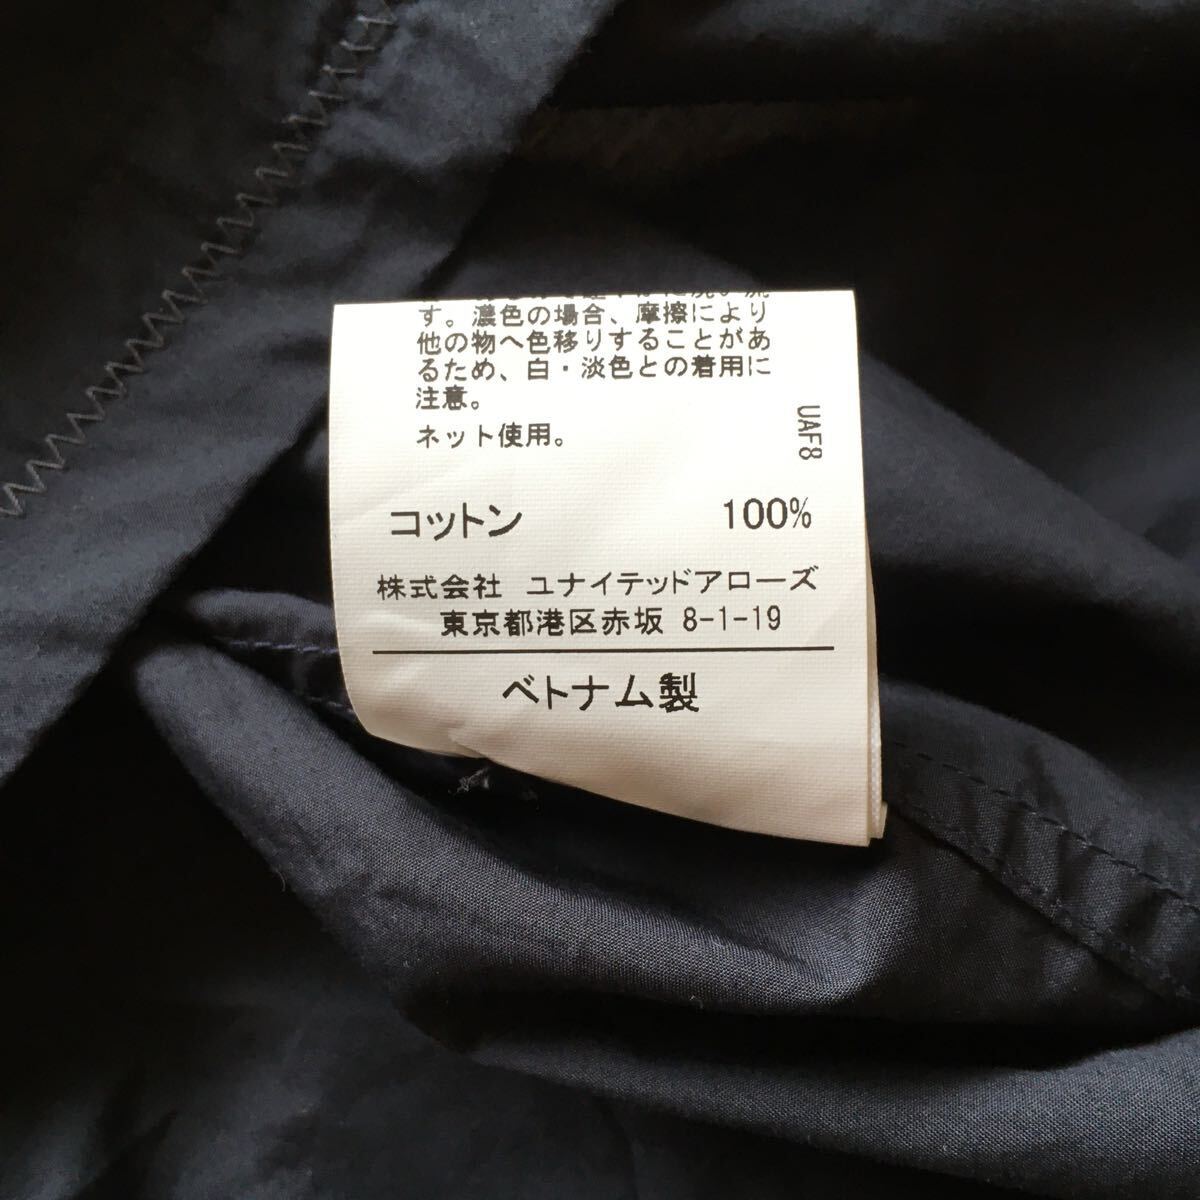 す。濃色の場合、摩擦により
他の物へ色移りすることがあ
るため、白・淡色との着用に
注意。
ネット使用。
UAF8
コットン 100%
株式会社 ユナイテッドアローズ
東京都港区赤坂 8-1-19
ベトナム製